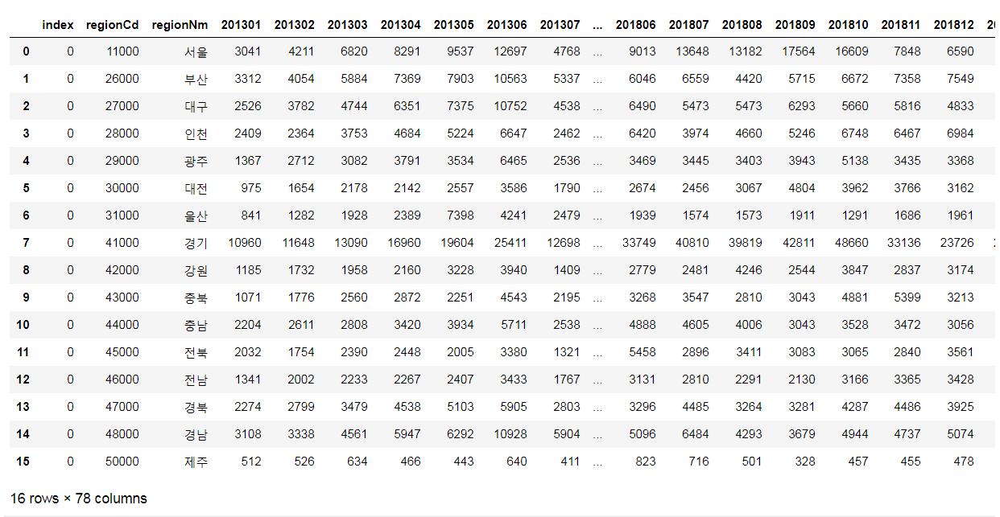 index regionCd regionNm 201301 201302 201303 201304 201305 201306 201307 ... 201806 201807 201808 201809 201810 201811 201812
0 0 11000 서울 3041 4211 6820 8291 9537 12697 4768 ... 9013 13648 13182 17564 16609 7848 6590
1 0 26000 부산 3312 4054 5884 7369 7903 10563 5337 ... 6046 6559 4420 5715 6672 7358 7549
2 0 27000 대구 2526 3782 4744 6351 7375 10752 4538 ... 6490 5473 5473 6293 5660 5816 4833
3 0 28000 인천 2409 2364 3753 4684 5224 6647 2462 ... 6420 3974 4660 5246 6748 6467 6984
4 0 29000 광주 1367 2712 3082 3791 3534 6465 2536 ... 3469 3445 3403 3943 5138 3435 3368
5 0 30000 대전 975 1654 2178 2142 2557 3586 1790 ... 2674 2456 3067 4804 3962 3766 3162
6 0 31000 울산 841 1282 1928 2389 7398 4241 2479 ... 1939 1574 1573 1911 1291 1686 1961
7 0 41000 경기 10960 11648 13090 16960 19604 25411 12698 ... 33749 40810 39819 42811 48660 33136 23726
8 0 42000 강원 1185 1732 1958 2160 3228 3940 1409 ... 2779 2481 4246 2544 3847 2837 3174
9 0 43000 충북 1071 1776 2560 2872 2251 4543 2195 ... 3268 3547 2810 3043 4881 5399 3213
10 0 44000 충남 2204 2611 2808 3420 3934 5711 2538 ... 4888 4605 4006 3043 3528 3472 3056
11 0 45000 전북 2032 1754 2390 2448 2005 3380 1321 ... 5458 2896 3411 3083 3065 2840 3561
12 0 46000 전남 1341 2002 2233 2267 2407 3433 1767 ... 3131 2810 2291 2130 3166 3365 3428
13 0 47000 경북 2274 2799 3479 4538 5103 5905 2803 ... 3296 4485 3264 3281 4287 4486 3925
14 0 48000 경남 3108 3338 4561 5947 6292 10928 5904 ... 5096 6484 4293 3679 4944 4737 5074
15 0 50000 제주 512 526 634 466 443 640 411 ... 823 716 501 328 457 455 478
16 rows × 78 columns